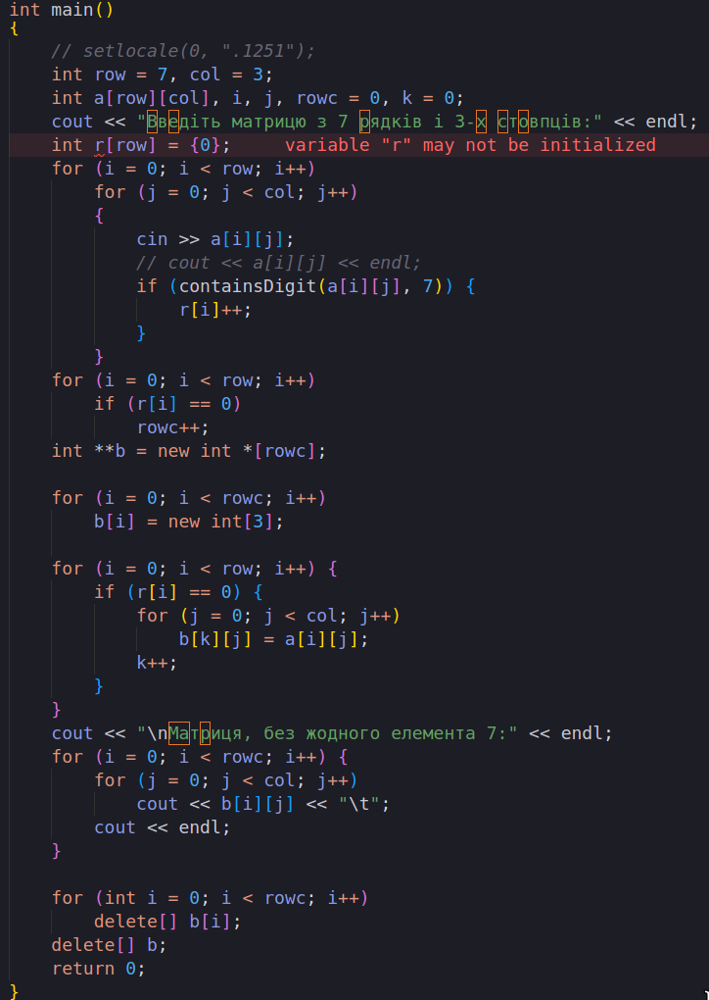 int main()
{
// setlocale(0, ".1251");
int row = 7, col = 3;
int a[row][col], i, j, rowc = 0, k = 0;
cout << "Введіть матрицю з 7 рядків і 3-х стовпців:" << endl;
int r[row] = {0};     variable "r" may not be initialized
for (i = 0; i < row; i++)
for (j = 0; j < col; j++)
{
cin >> a[i][j];
// cout << a[i][j] << endl;
if (containsDigit(a[i][j], 7)) {
r[i]++;
}
}
for (i = 0; i < row; i++)
if (r[i] == 0)
rowc++;
int **b = new int *[rowc];
for (i = 0; i < rowc; i++)
b[i] = new int[3];
for (i = 0; i < row; i++) {
if (r[i] == 0) {
for (j = 0; j < col; j++)
b[k][j] = a[i][j];
k++;
}
}
cout << "\nМатриця, без жодного елемента 7:" << endl;
for (i = 0; i < rowc; i++) {
for (j = 0; j < col; j++)
cout << b[i][j] << "\t";
cout << endl;
}
for (int i = 0; i < rowc; i++)
delete[] b[i];
delete[] b;
return 0;
}